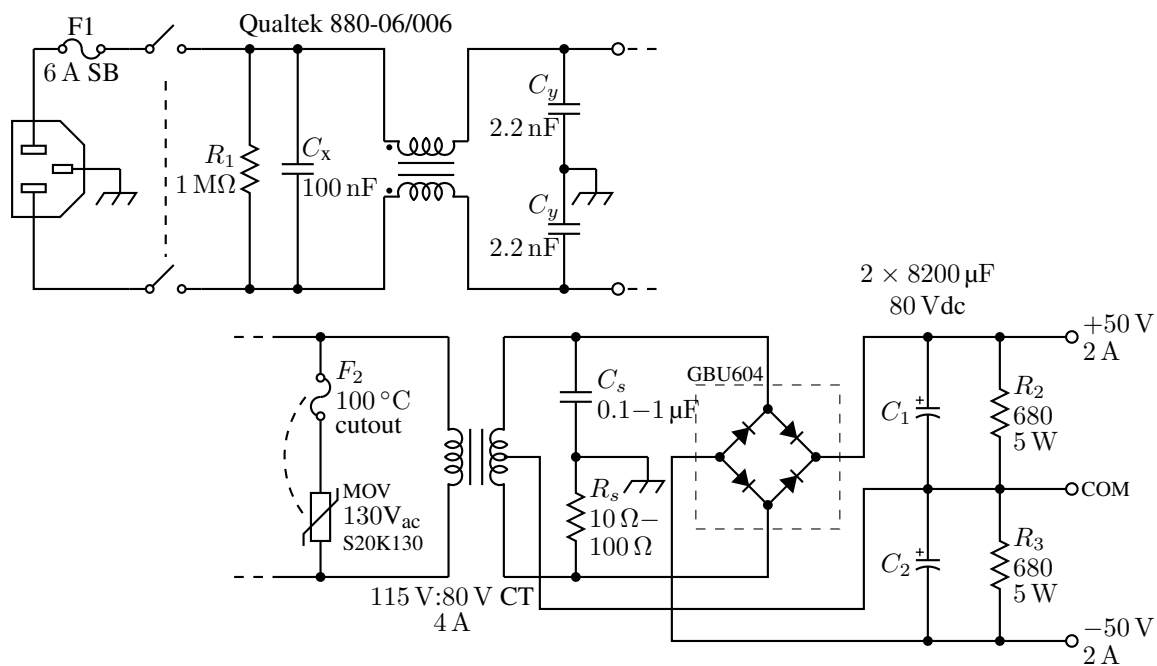 F1
6 A SB
Qualtek 880-06/006
R1
1 MΩ
Cx
100 nF
Cy
2.2 nF
Cy
2.2 nF
F2
100 °C
cutout
MOV
130Vac
S20K130
115 V:80 V CT
4 A
Cs
0.1–1 µF
Rs
10 Ω–
100 Ω
GBU604
2 × 8200 µF
80 Vdc
C1
+
C2
+
R2
680
5 W
R3
680
5 W
+50 V
2 A
COM
−50 V
2 A